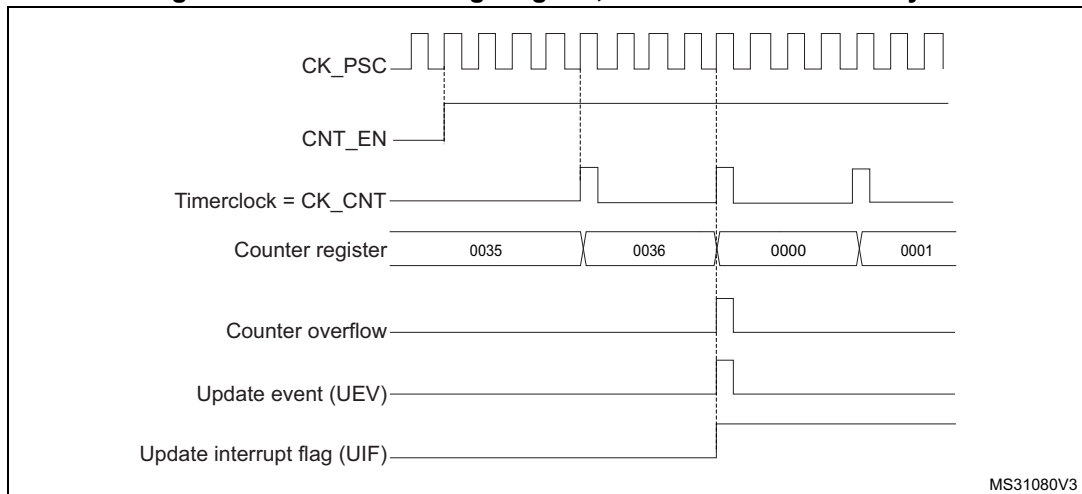 CK_PSC
CNT_EN
Timerclock = CK_CNT
Counter register 0035 0036 0000 0001
Counter overflow
Update event (UEV)
Update interrupt flag (UIF)
MS31080V3